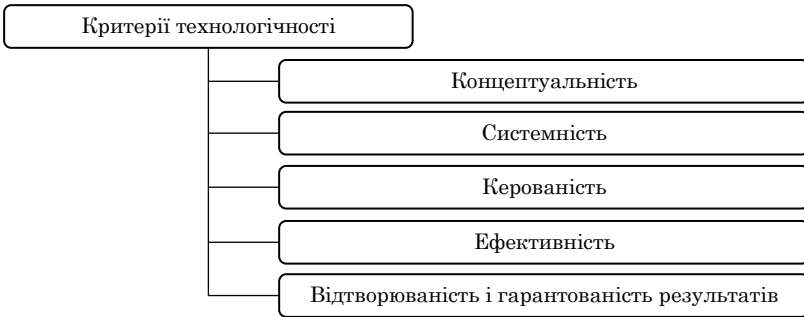 Критерії технологічності
Концептуальність
Системність
Керованість
Ефективність
Відтворюваність і гарантованість результатів